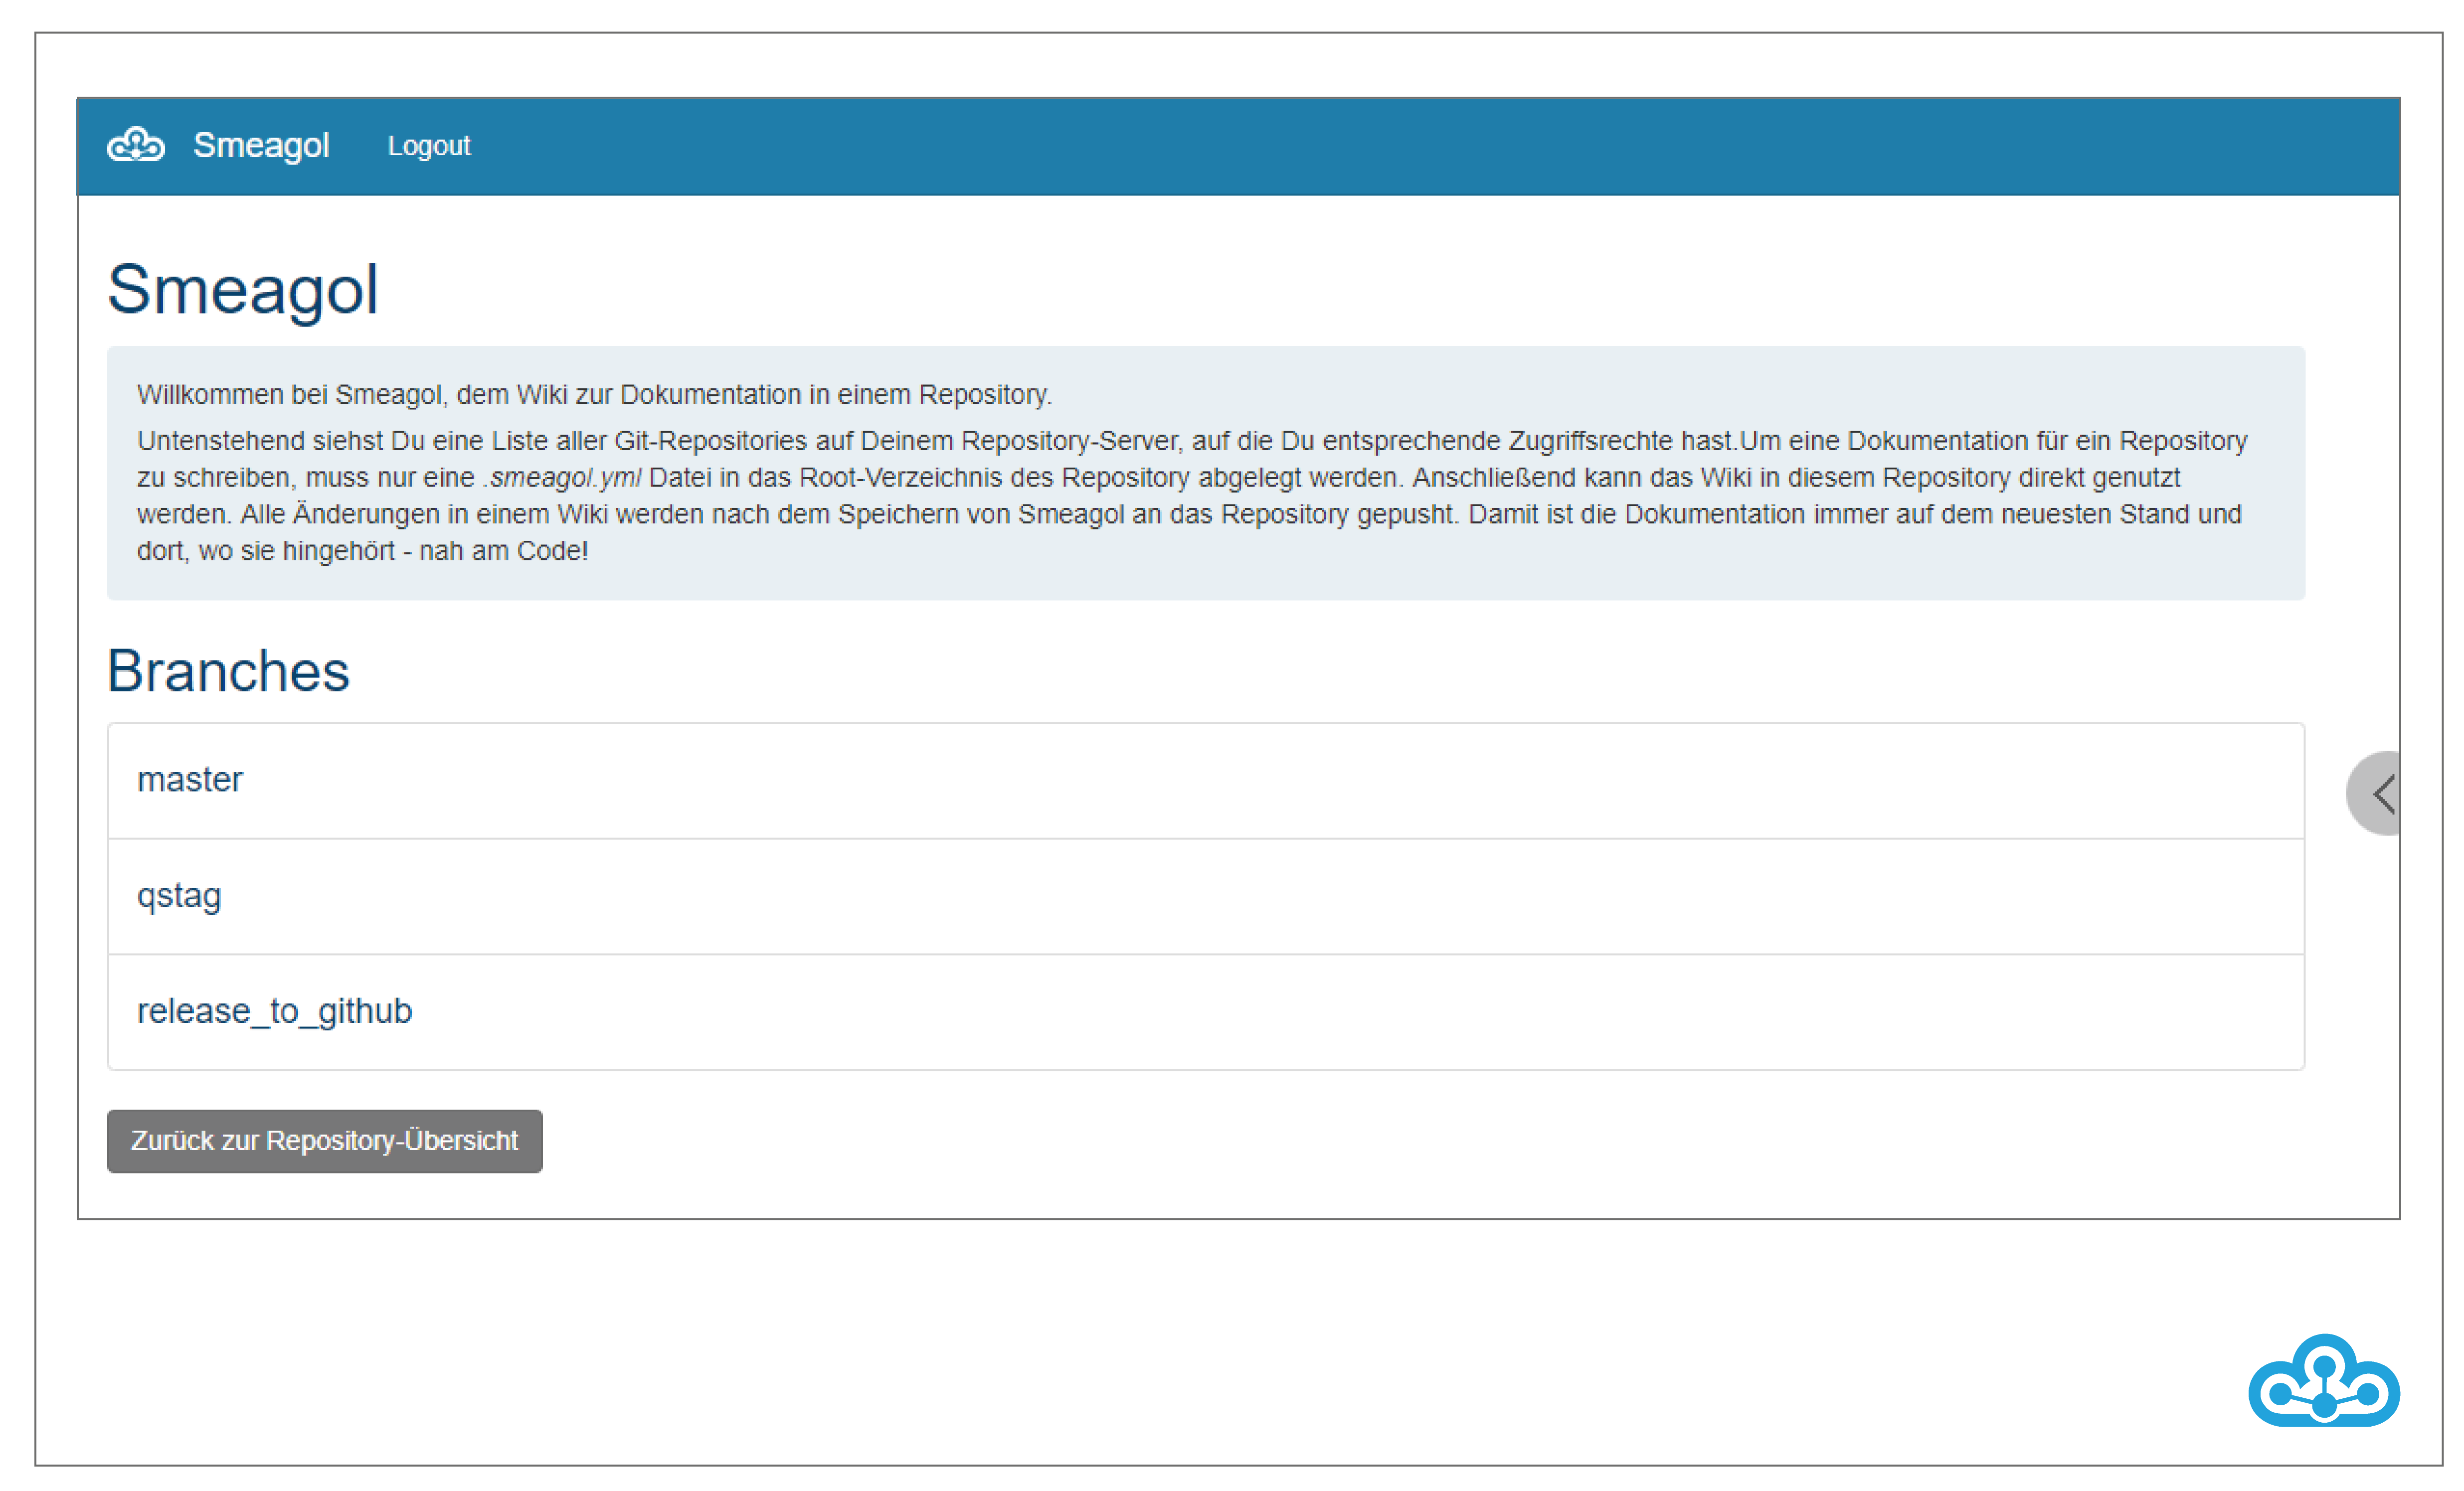 Smeagol Logout
Smeagol
Willkommen bei Smeagol, dem Wiki zur Dokumentation in einem Repository.
Untenstehend siehst Du eine Liste aller Git-Repositories auf Deinem Repository-Server, auf die Du entsprechende Zugriffsrechte hast.Um eine Dokumentation für ein Repository
zu schreiben, muss nur eine .smeagol.yml Datei in das Root-Verzeichnis des Repository abgelegt werden. Anschließend kann das Wiki in diesem Repository direkt genutzt
werden. Alle Änderungen in einem Wiki werden nach dem Speichern von Smeagol an das Repository gepusht. Damit ist die Dokumentation immer auf dem neuesten Stand und
dort, wo sie hingehört - nah am Code!
Branches
master
qstag
release_to_github
Zurück zur Repository-Übersicht